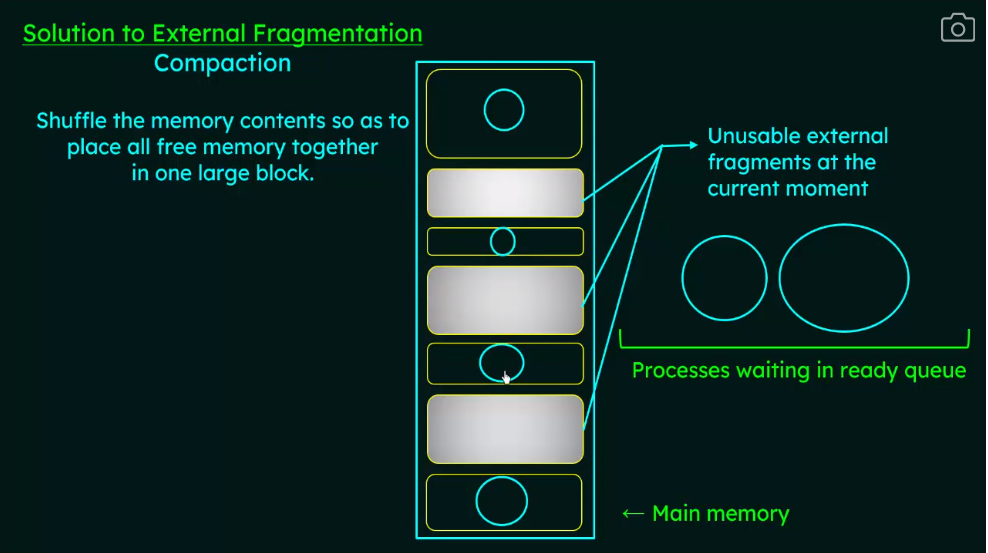 Solution to External Fragmentation
Compaction
Shuffle the memory contents so as to
place all free memory together
in one large block.
Unusable external
fragments at the
current moment
Processes waiting in ready queue
← Main memory